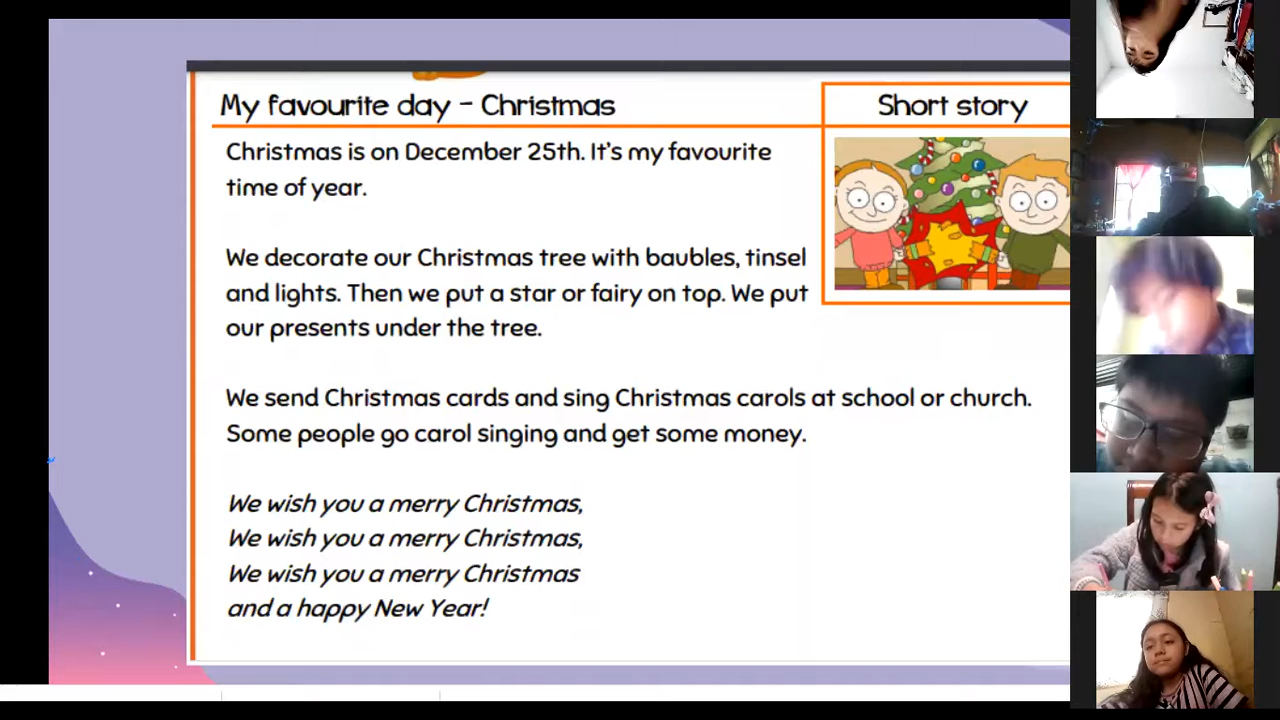 My favourite day - Christmas
Short story
Christmas is on December 25th. It's my favourite
time of year.
We decorate our Christmas tree with baubles, tinsel
and lights. Then we put a star or fairy on top. We put
our presents under the tree.
We send Christmas cards and sing Christmas carols at school or church.
Some people go carol singing and get some money.
We wish you a merry Christmas,
We wish you a merry Christmas,
We wish you a merry Christmas
and a happy New Year!